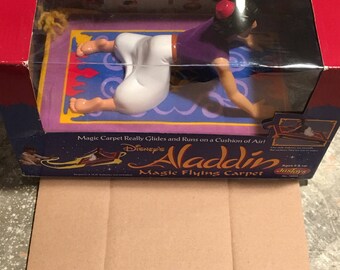 Magic Carpet Really Glides and Runs on a Cushion of Air!
Disney's
Aladdin
Magic Flying Carpet